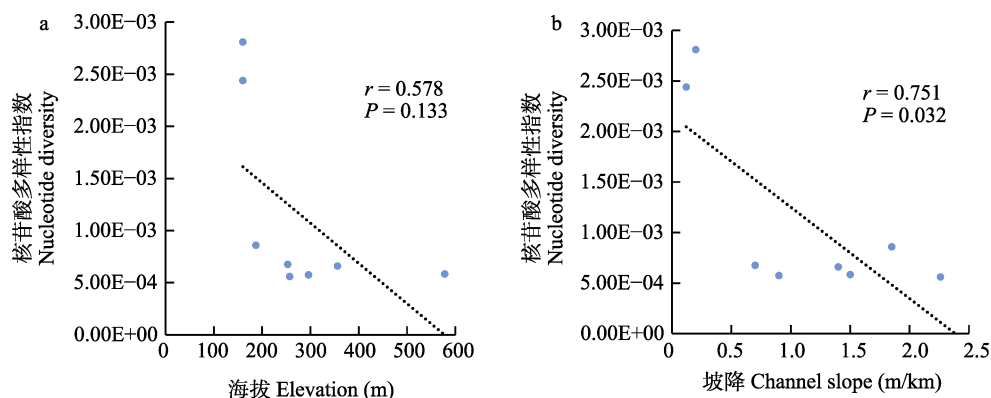 a
核苷酸多样性指数
Nucleotide diversity
3.00E−03
2.50E−03
2.00E−03
1.50E−03
1.00E−03
5.00E−04
0.00E+00
r = 0.578
P = 0.133
0
100
200
300
400
500
600
海拔 Elevation (m)
b
核苷酸多样性指数
Nucleotide diversity
3.00E−03
2.50E−03
2.00E−03
1.50E−03
1.00E−03
5.00E−04
0.00E+00
r = 0.751
P = 0.032
0
0.5
1.0
1.5
2.0
2.5
坡降 Channel slope (m/km)